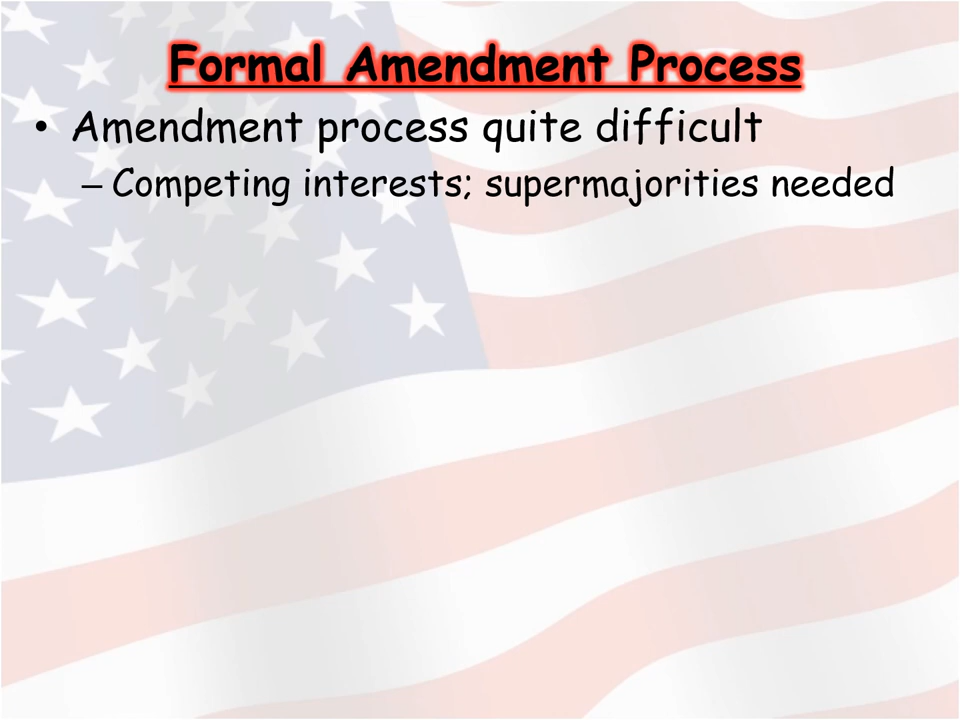 Formal Amendment Process
• Amendment process quite difficult
– Competing interests; supermajorities needed